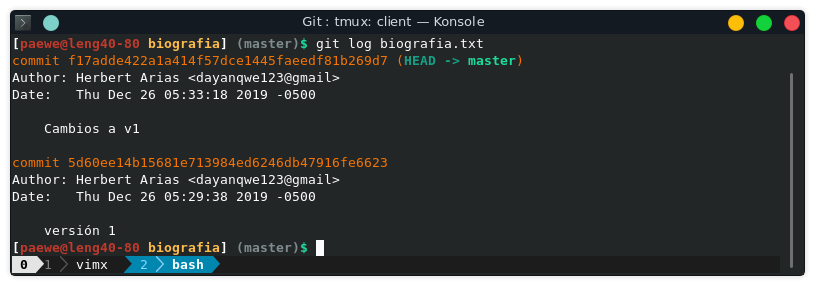 Git : tmux: client — Konsole
[paewe@leng40-80 biografia] (master)$ git log biografia.txt
commit f17adde422a1a414f57dce1445faeedf81b269d7 (HEAD -> master)
Author: Herbert Arias <dayanqwe123@gmail>
Date:   Thu Dec 26 05:33:18 2019 -0500
Cambios a v1
commit 5d60ee14b15681e713984ed6246db47916fe6623
Author: Herbert Arias <dayanqwe123@gmail>
Date:   Thu Dec 26 05:29:38 2019 -0500
versión 1
[paewe@leng40-80 biografia] (master)$
0 1 vimx 2 bash